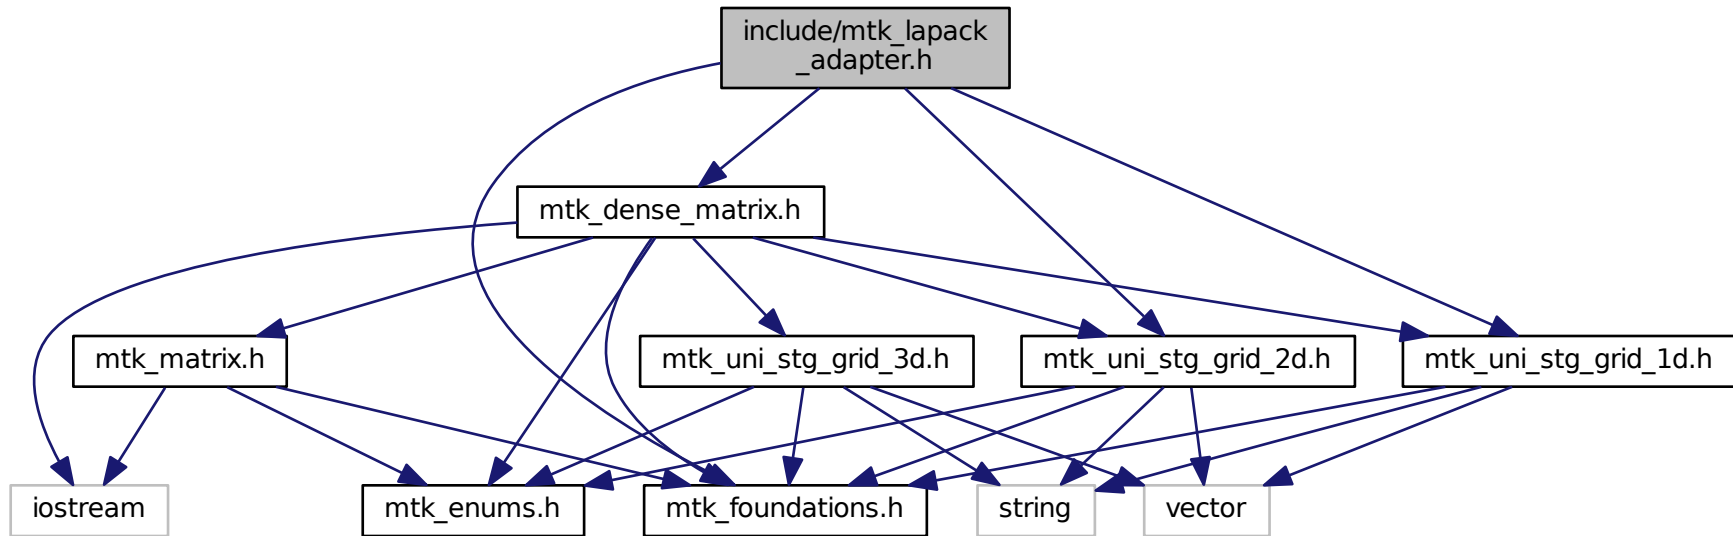 include/mtk_lapack
_adapter.h
mtk_dense_matrix.h
mtk_matrix.h
mtk_uni_stg_grid_3d.h
mtk_uni_stg_grid_2d.h
mtk_uni_stg_grid_1d.h
iostream
mtk_enums.h
mtk_foundations.h
string
vector